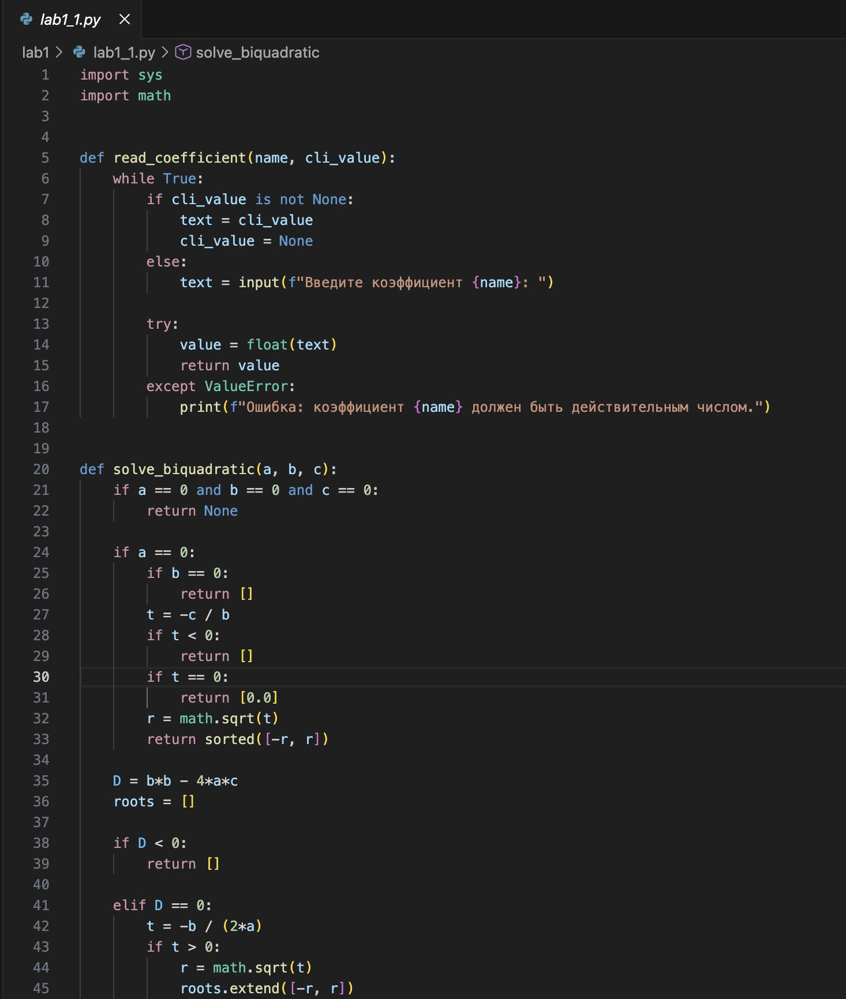 lab1_1.py
lab1 > lab1_1.py > solve_biquadratic
1 import sys
2 import math
3
4
5 def read_coefficient(name, cli_value):
6     while True:
7         if cli_value is not None:
8             text = cli_value
9             cli_value = None
10         else:
11             text = input(f"Введите коэффициент {name}: ")
12
13         try:
14             value = float(text)
15             return value
16         except ValueError:
17             print(f"Ошибка: коэффициент {name} должен быть действительным числом.")
18
19
20 def solve_biquadratic(a, b, c):
21     if a == 0 and b == 0 and c == 0:
22         return None
23
24     if a == 0:
25         if b == 0:
26             return []
27         t = -c / b
28         if t < 0:
29             return []
30         if t == 0:
31             return [0.0]
32         r = math.sqrt(t)
33         return sorted([-r, r])
34
35     D = b*b - 4*a*c
36     roots = []
37
38     if D < 0:
39         return []
40
41     elif D == 0:
42         t = -b / (2*a)
43         if t > 0:
44             r = math.sqrt(t)
45             roots.extend([-r, r])